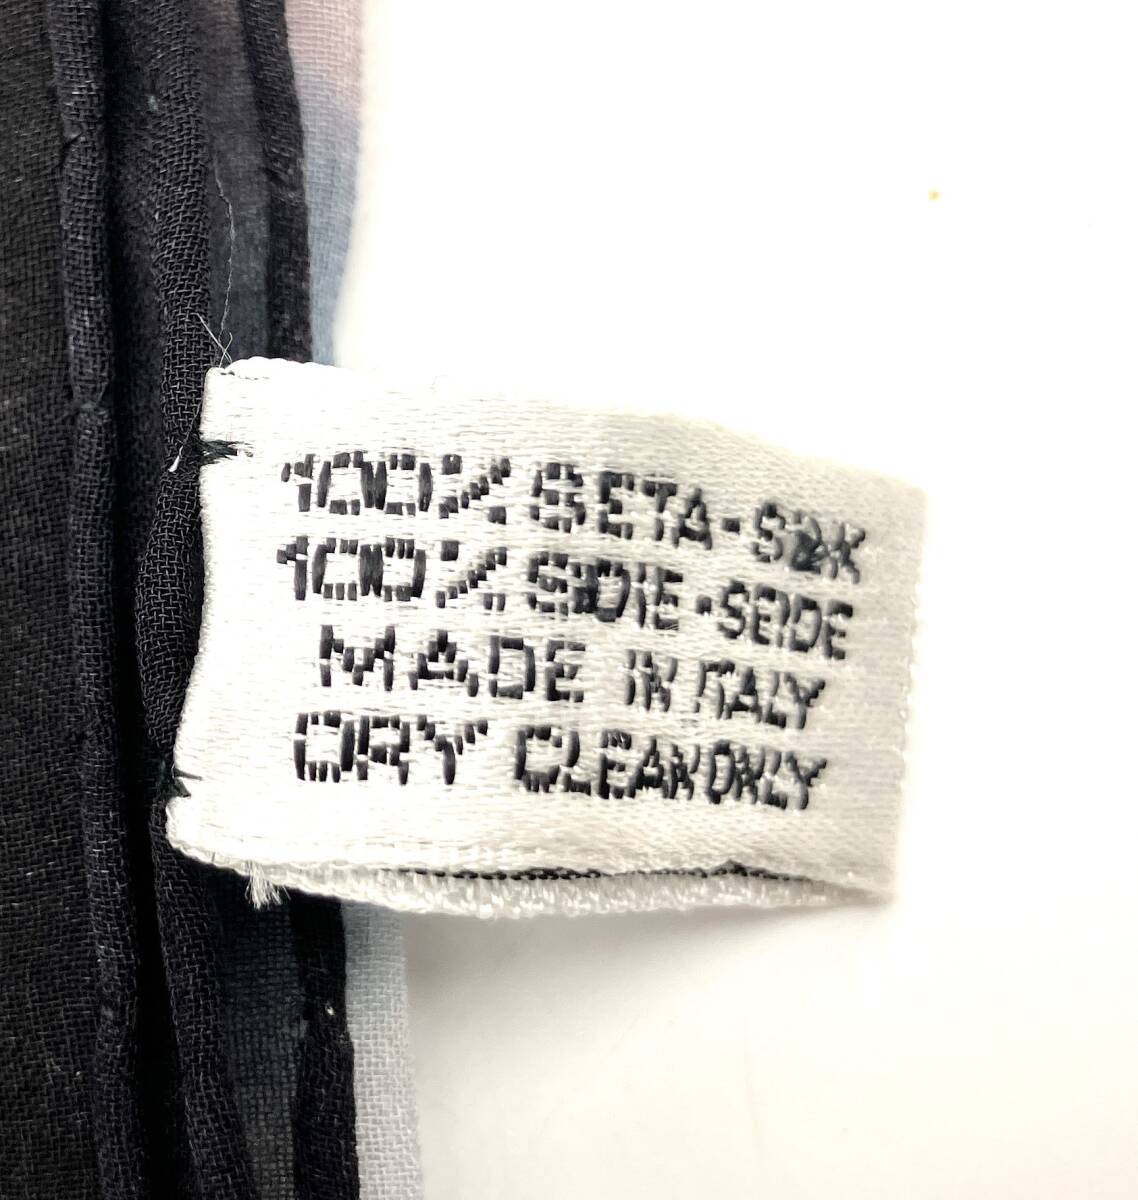 100% SETA-SILK
100% SOIE-SEIDE
MADE IN ITALY
DRY CLEAN ONLY